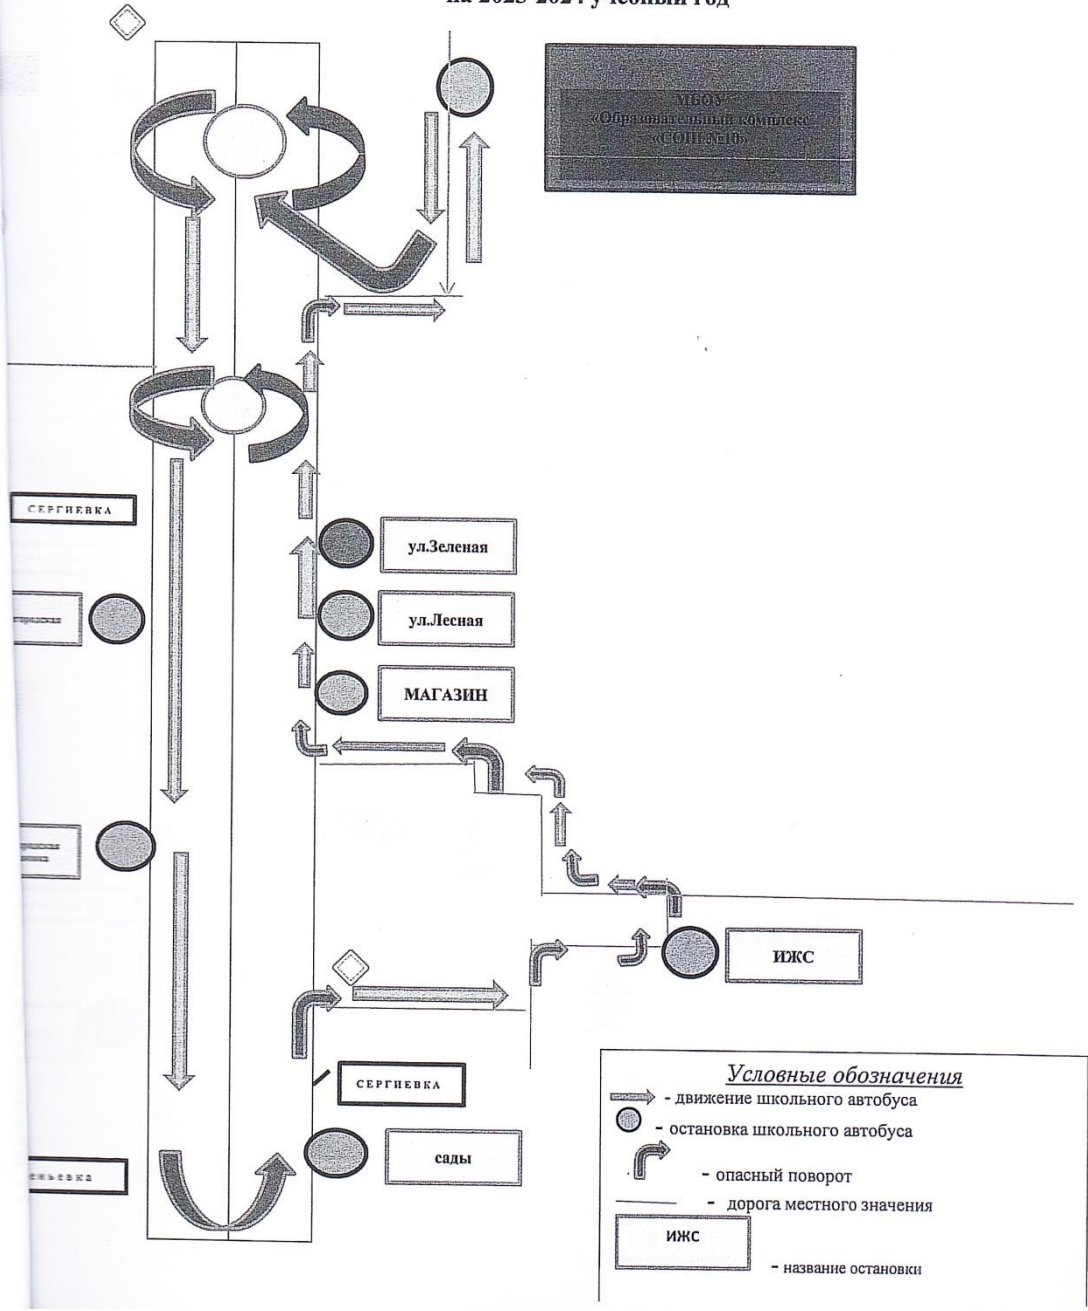 на 2023-2024 учебный год
МБОУ
«Образовательный комплекс
«СОШ №10»
СЕРГИЕВКА
ул.Зеленая
ул.Лесная
МАГАЗИН
ИЖС
СЕРГИЕВКА
сады
Условные обозначения
- движение школьного автобуса
- остановка школьного автобуса
- опасный поворот
- дорога местного значения
ИЖС
- название остановки